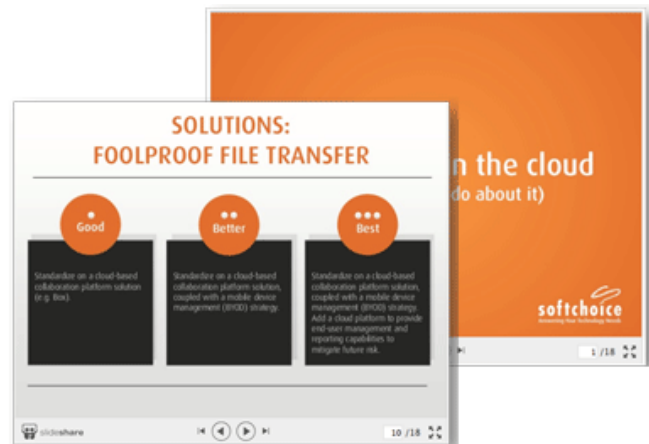 SOLUTIONS:
FOOLPROOF FILE TRANSFER
Good
Standardize on a cloud-based
collaboration platform solution
(e.g. Box).
Better
Standardize on a cloud-based
collaboration platform solution,
coupled with a mobile device
management (BYOD) strategy.
Best
Standardize on a cloud-based
collaboration platform solution,
coupled with a mobile device
management (BYOD) strategy.
Add a cloud platform to provide
end-user management and
reporting capabilities to
mitigate future risk.
slideshare
10 /18
n the cloud
do about it)
softchoice
1 /18